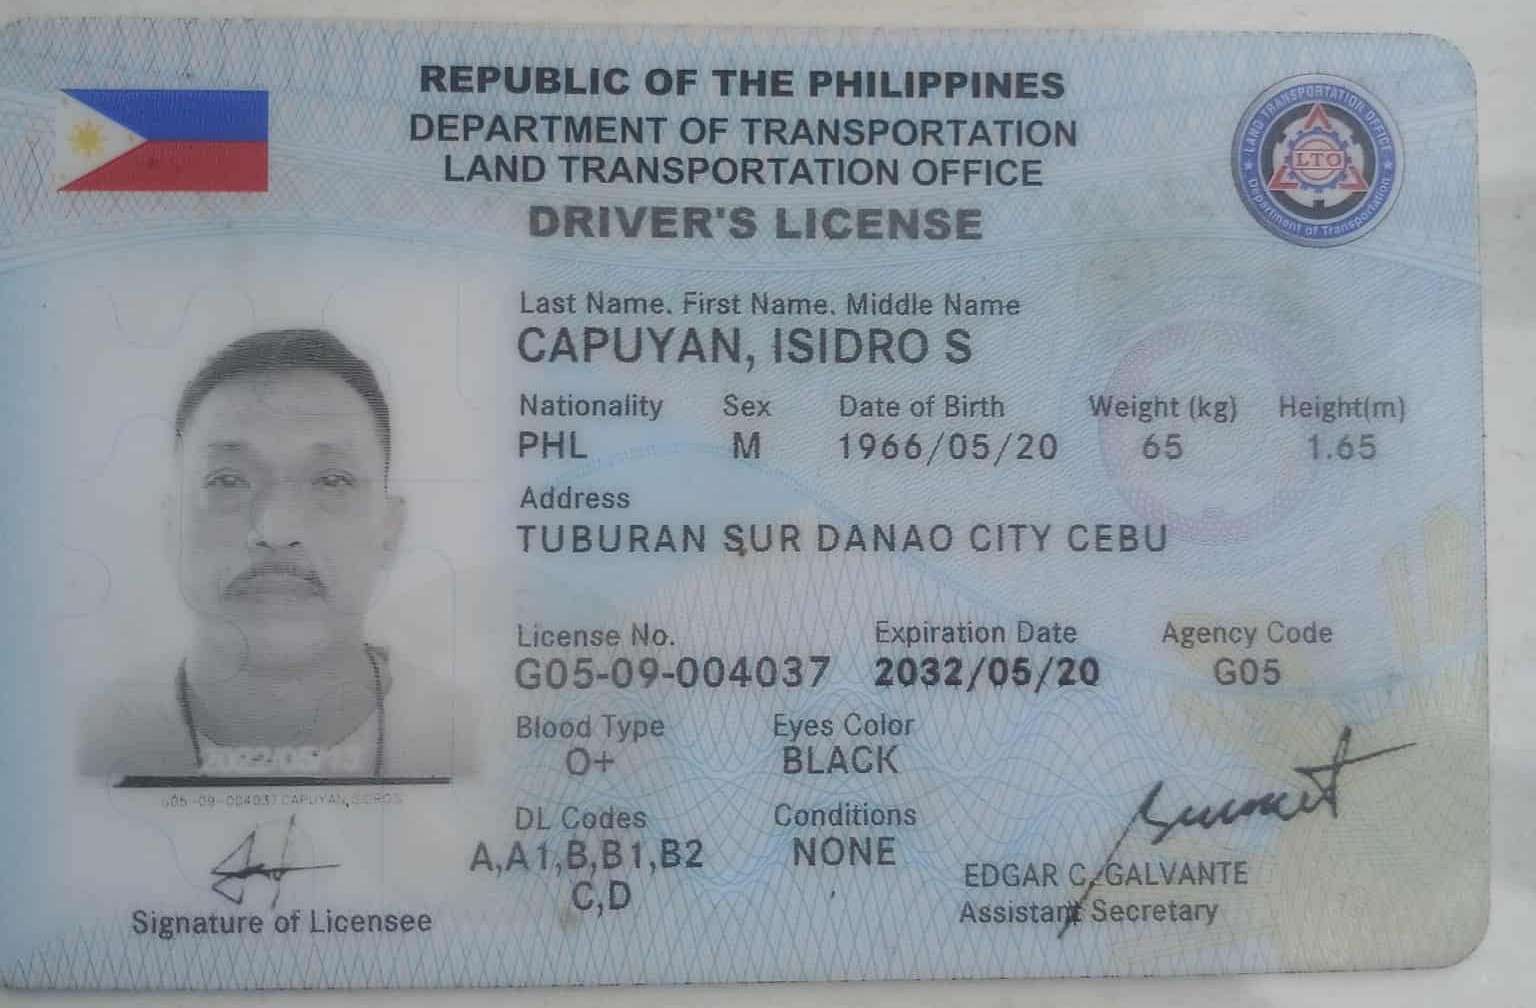 REPUBLIC OF THE PHILIPPINES
DEPARTMENT OF TRANSPORTATION
LAND TRANSPORTATION OFFICE
DRIVER'S LICENSE
LAND TRANSPORTATION OFFICE
LTO
Department of Transportation
Last Name. First Name. Middle Name
CAPUYAN, ISIDRO S
Nationality Sex Date of Birth Weight (kg) Height(m)
PHL M 1966/05/20 65 1.65
Address
TUBURAN SUR DANAO CITY CEBU
License No. Expiration Date Agency Code
G05-09-004037 2032/05/20 G05
Blood Type Eyes Color
O+ BLACK
DL Codes Conditions
A,A1,B,B1,B2 NONE
C,D
G05-09-004037 CAPUYAN,
Signature of Licensee
EDGAR C. GALVANTE
Assistant Secretary